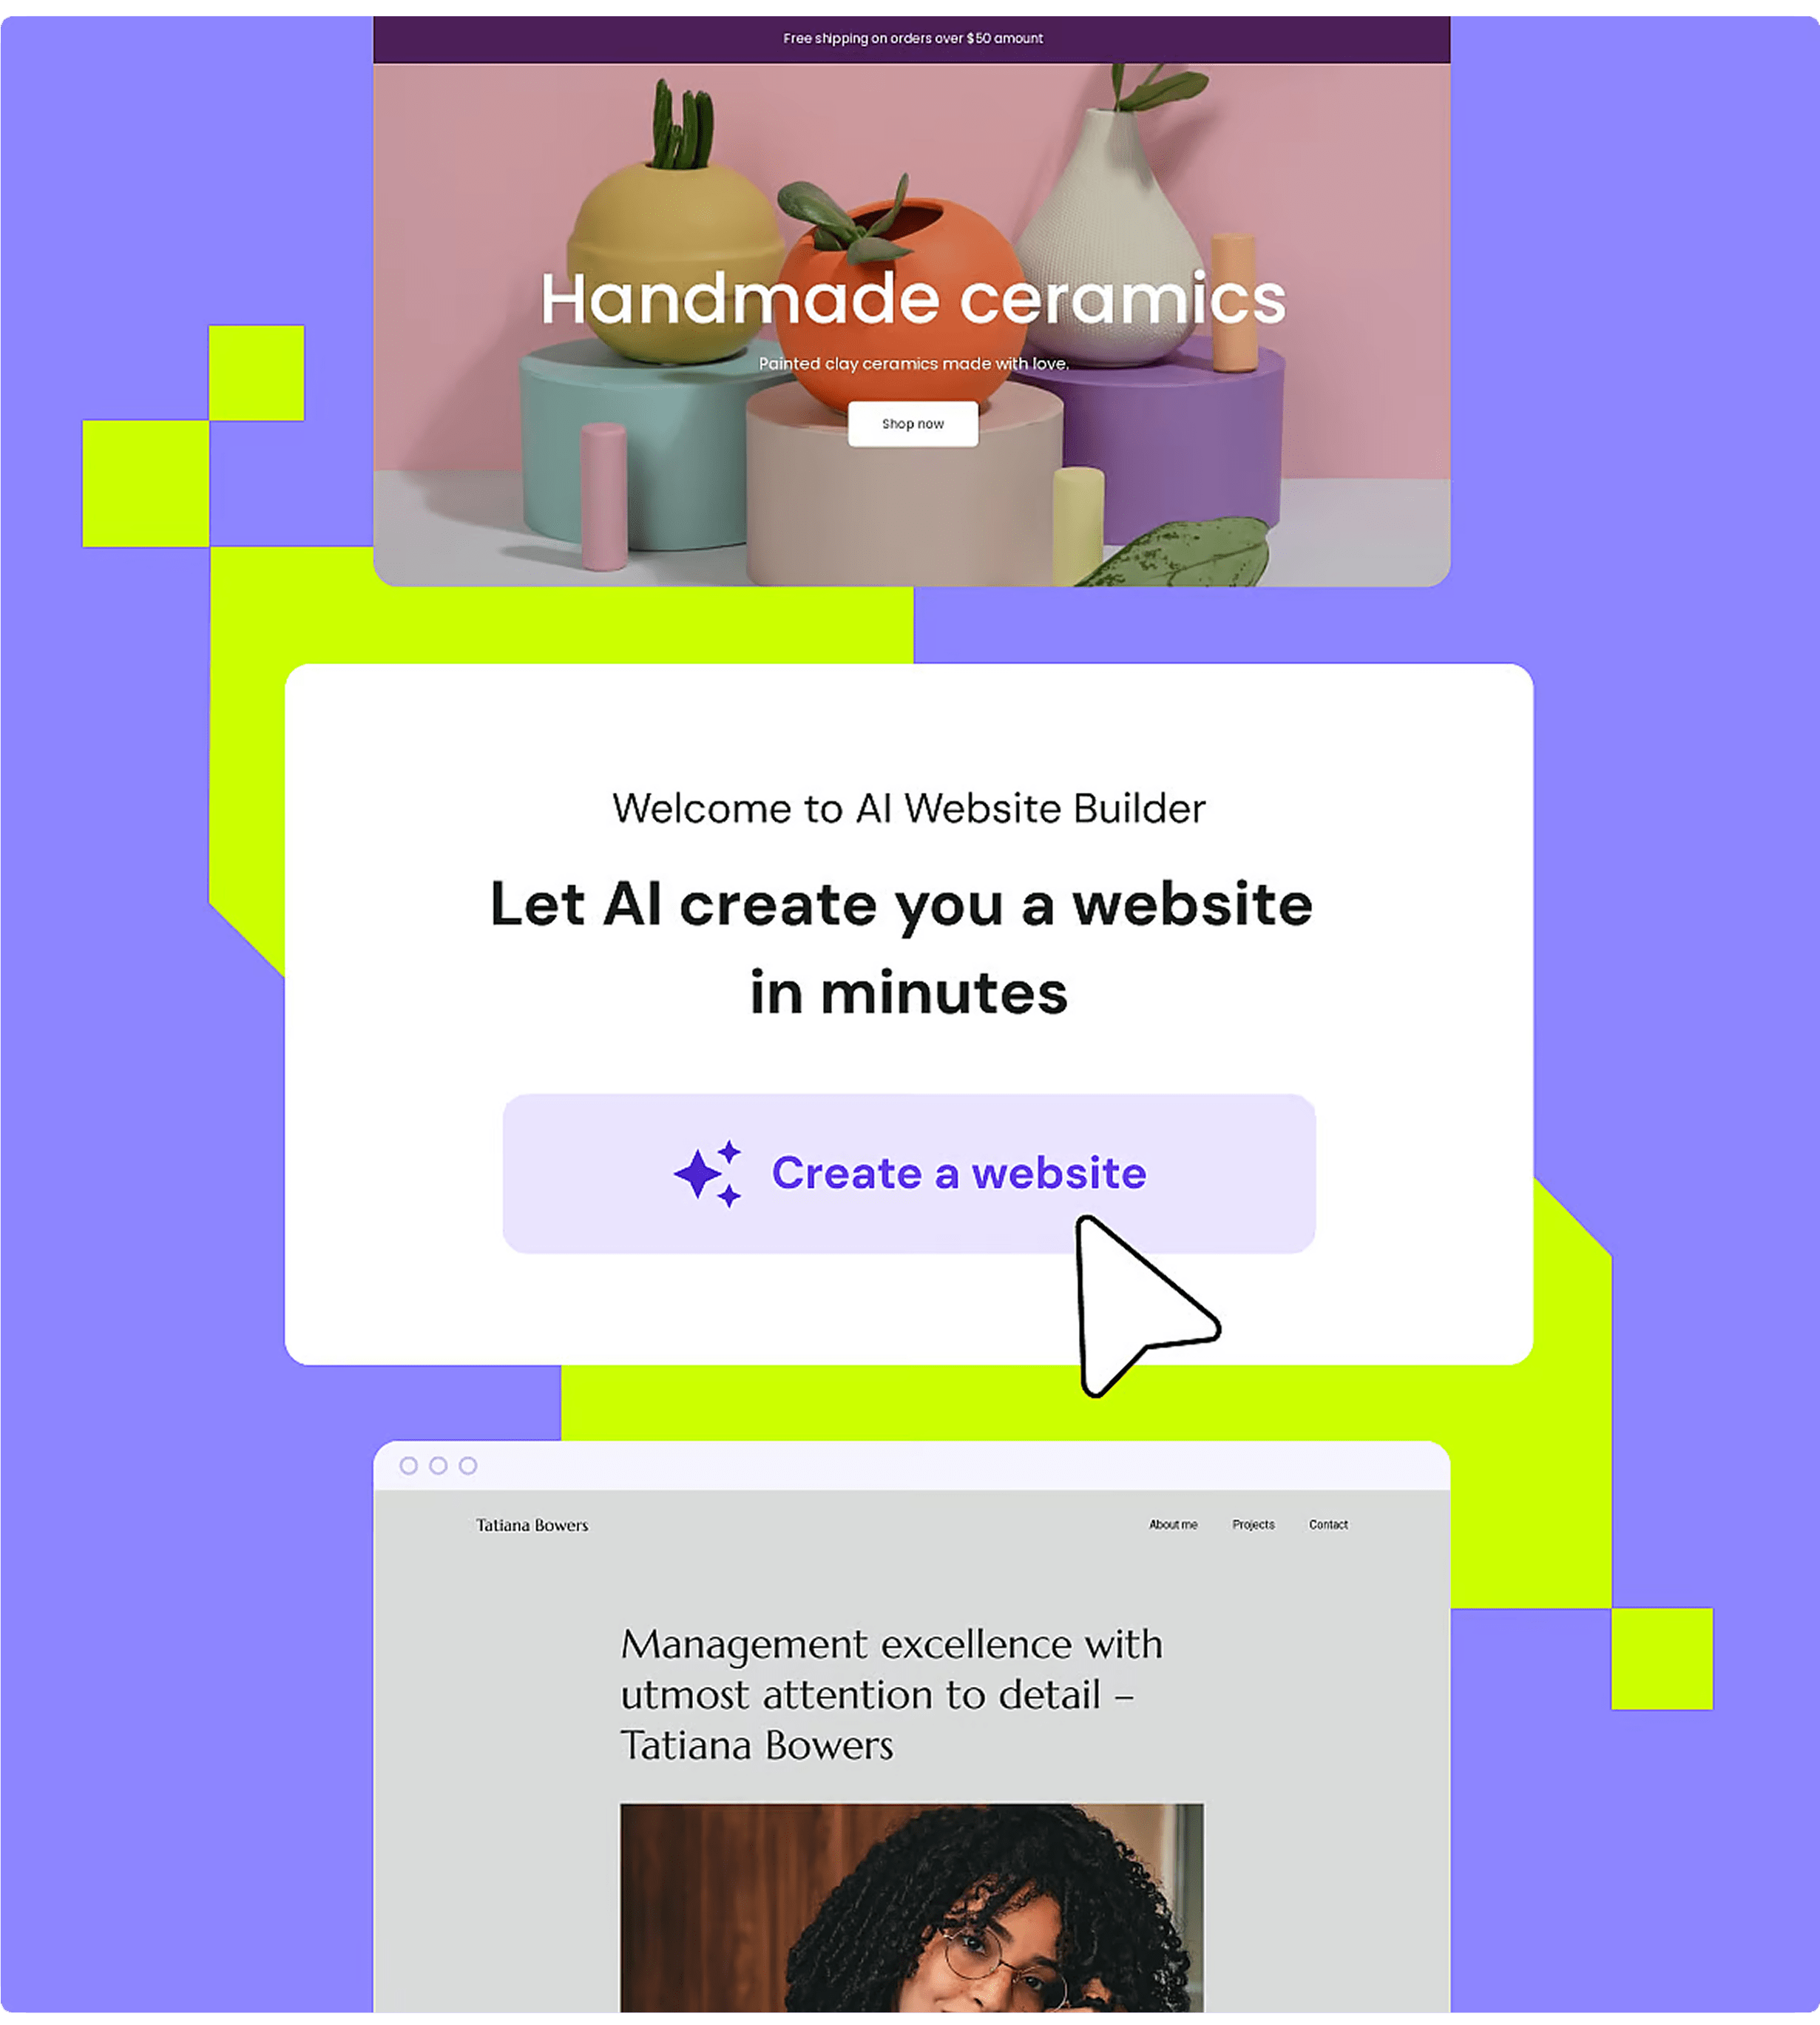 Free shipping on orders over $50 amount
Handmade ceramics
Painted clay ceramics made with love.
Shop now
Welcome to AI Website Builder
Let AI create you a website
in minutes
Create a website
Tatiana Bowers
About me
Projects
Contact
Management excellence with
utmost attention to detail –
Tatiana Bowers